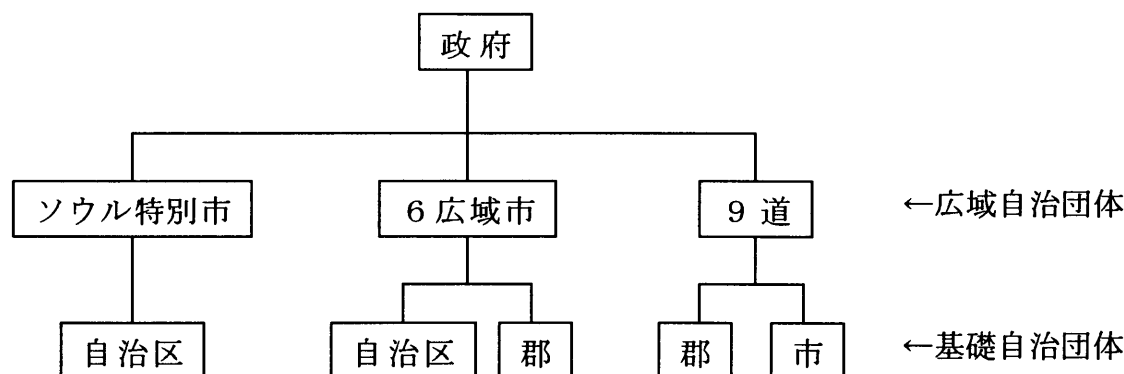 政府
ソウル特別市 6広域市 9道 ←広域自治団体
自治区 自治区 郡 郡 市 ←基礎自治団体